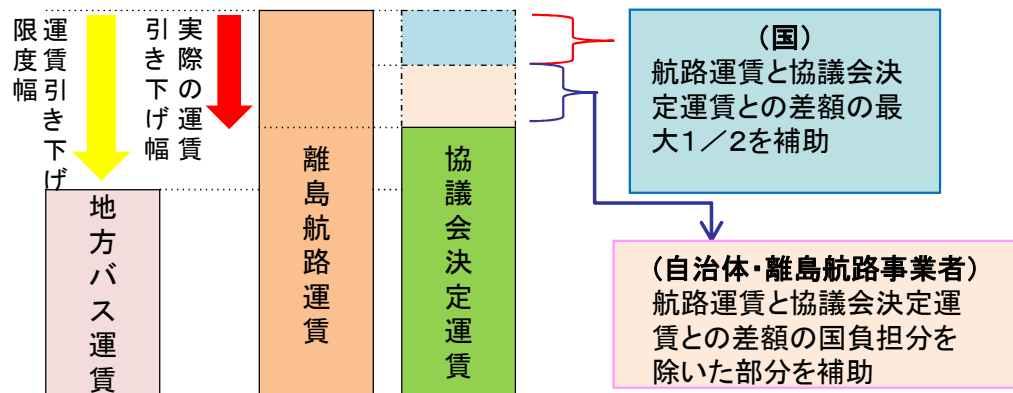 運賃引き下げ
限度幅
実際の運賃
引き下げ幅
地方バス運賃
離島航路運賃
協議会決定運賃
（国）
航路運賃と協議会決
定運賃との差額の最
大１／２を補助
（自治体・離島航路事業者）
航路運賃と協議会決定運
賃との差額の国負担分を
除いた部分を補助